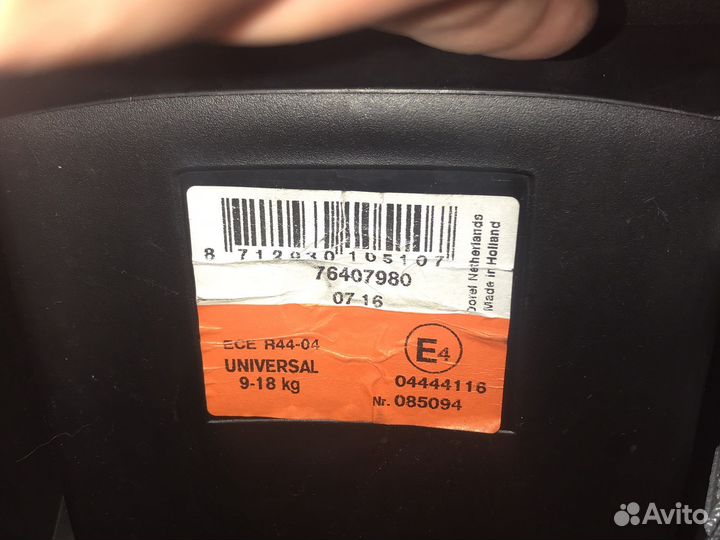 8 712930 105107
76407980
07-16
Dorel Netherlands
Made in Holland
ECE R44-04
UNIVERSAL
9-18 kg
E4
04444116
Nr. 085094
Avito